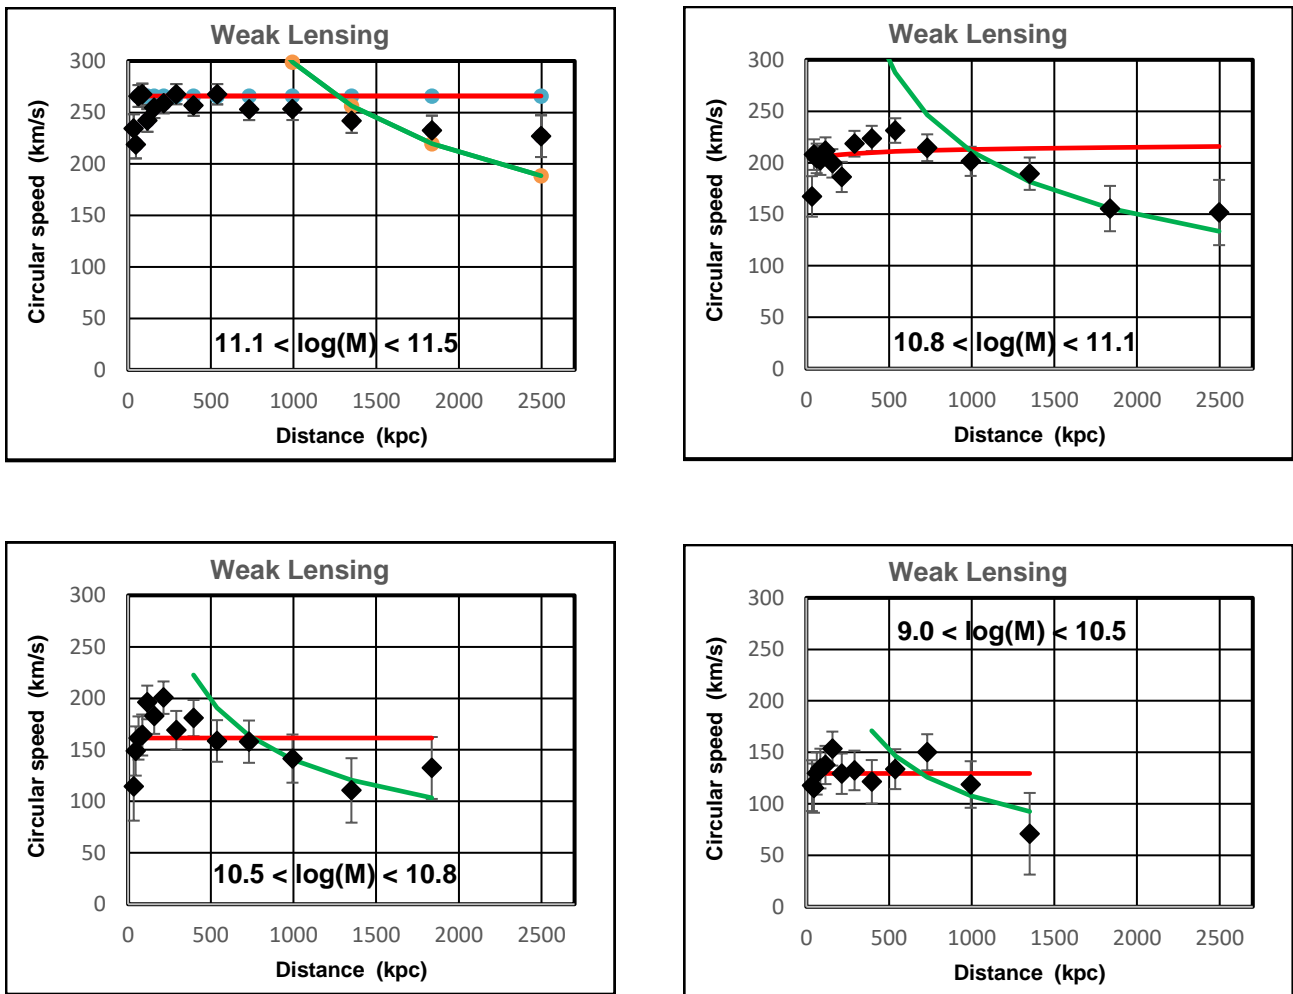 Weak Lensing
300
250
200
150
100
50
0
Circular speed (km/s)
11.1 < log(M) < 11.5
0 500 1000 1500 2000 2500
Distance (kpc)
Weak Lensing
300
250
200
150
100
50
0
Circular speed (km/s)
10.8 < log(M) < 11.1
0 500 1000 1500 2000 2500
Distance (kpc)
Weak Lensing
300
250
200
150
100
50
0
Circular speed (km/s)
10.5 < log(M) < 10.8
0 500 1000 1500 2000 2500
Distance (kpc)
Weak Lensing
300
250
200
150
100
50
0
Circular speed (km/s)
9.0 < log(M) < 10.5
0 500 1000 1500 2000 2500
Distance (kpc)